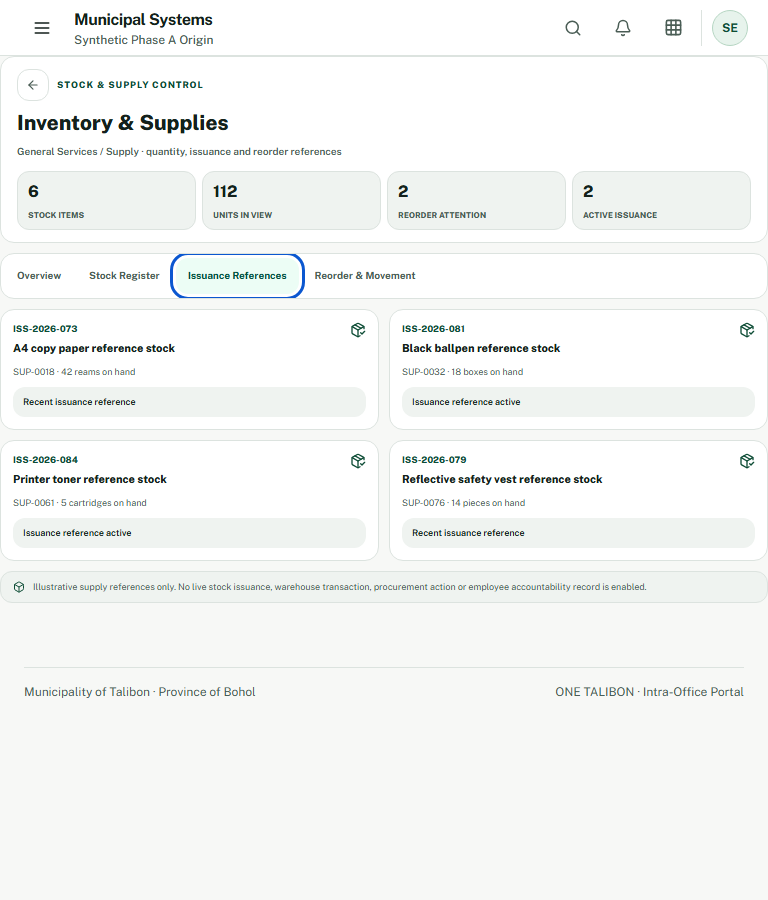 Municipal Systems
Synthetic Phase A Origin
SE
STOCK & SUPPLY CONTROL
Inventory & Supplies
General Services / Supply · quantity, issuance and reorder references
6
STOCK ITEMS
112
UNITS IN VIEW
2
REORDER ATTENTION
2
ACTIVE ISSUANCE
Overview
Stock Register
Issuance References
Reorder & Movement
ISS-2026-073
A4 copy paper reference stock
SUP-0018 · 42 reams on hand
Recent issuance reference
ISS-2026-081
Black ballpen reference stock
SUP-0032 · 18 boxes on hand
Issuance reference active
ISS-2026-084
Printer toner reference stock
SUP-0061 · 5 cartridges on hand
Issuance reference active
ISS-2026-079
Reflective safety vest reference stock
SUP-0076 · 14 pieces on hand
Recent issuance reference
Illustrative supply references only. No live stock issuance, warehouse transaction, procurement action or employee accountability record is enabled.
Municipality of Talibon · Province of Bohol
ONE TALIBON · Intra-Office Portal